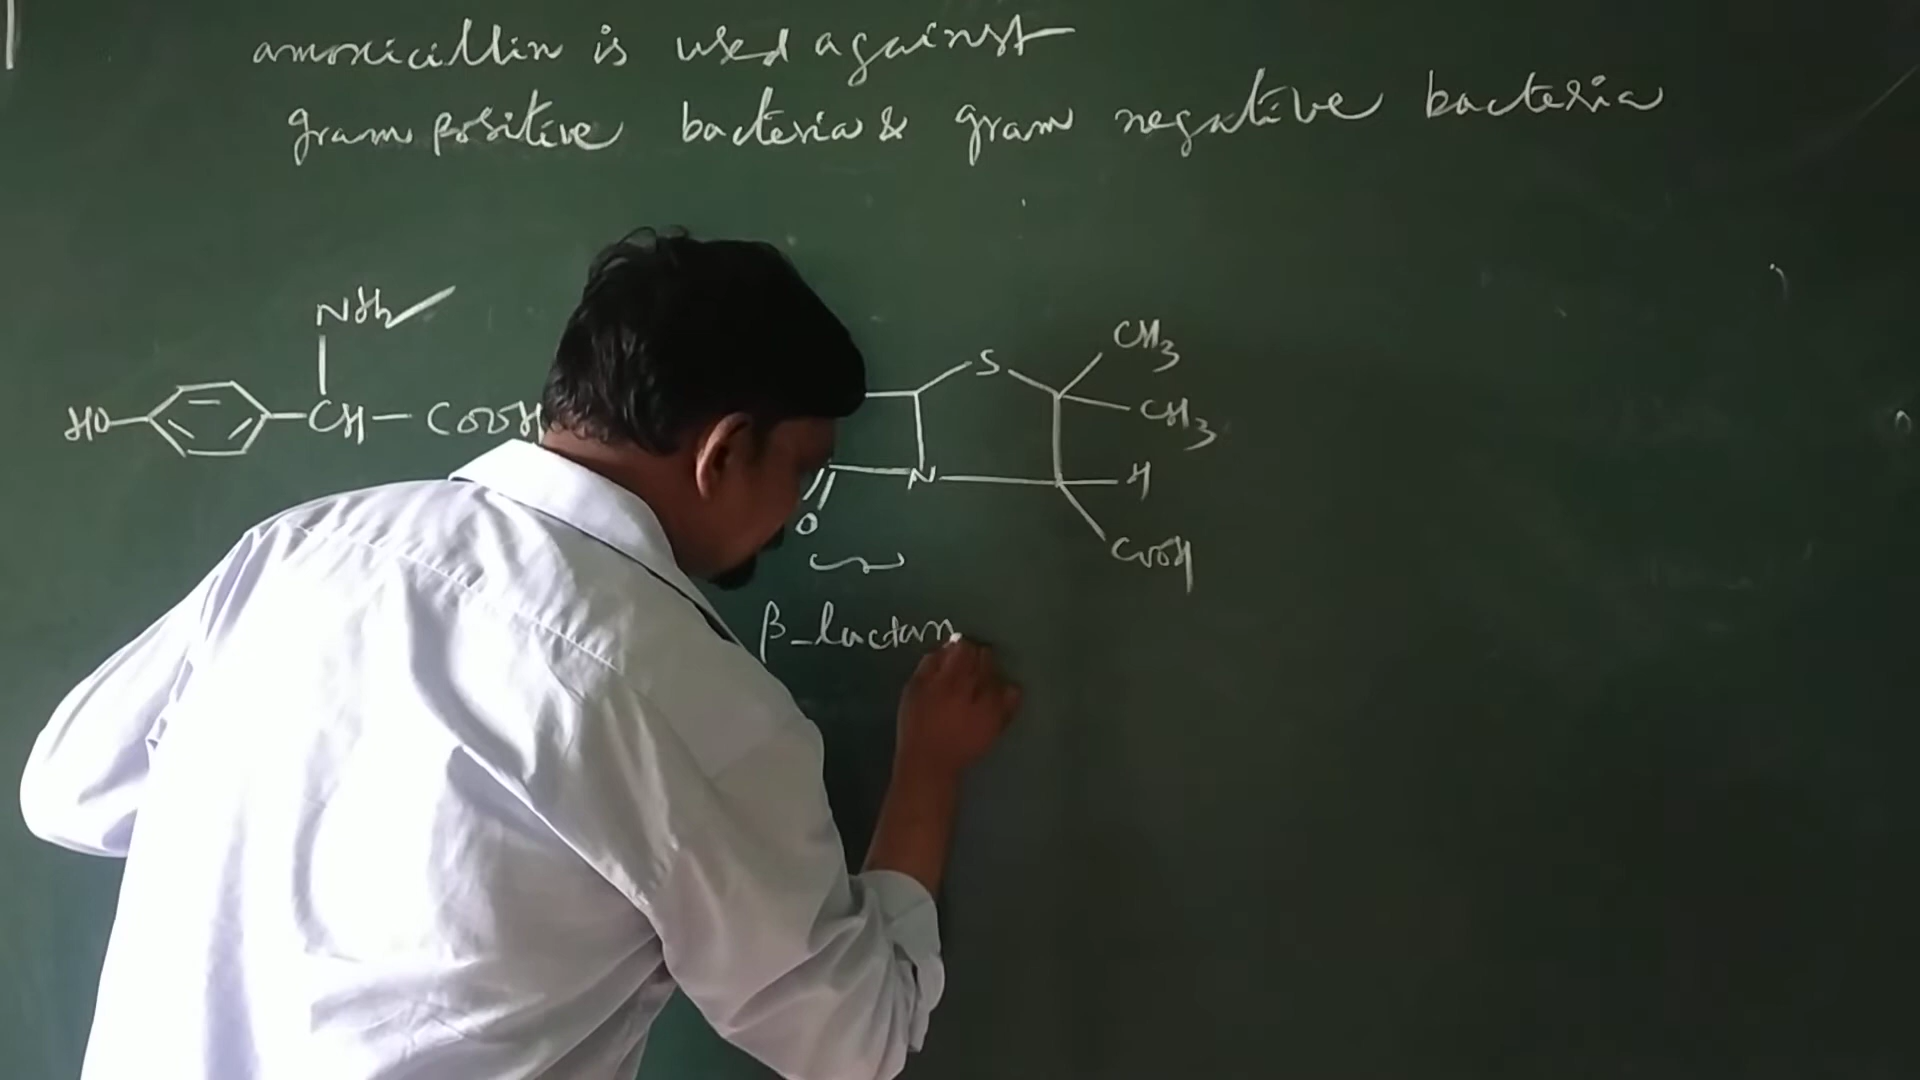 amoxicillin is used against
gram positive bacteria & gram negative bacteria
NH2
HO CH COOH
S CH3
CH3
N H
O COOH
β-lactam